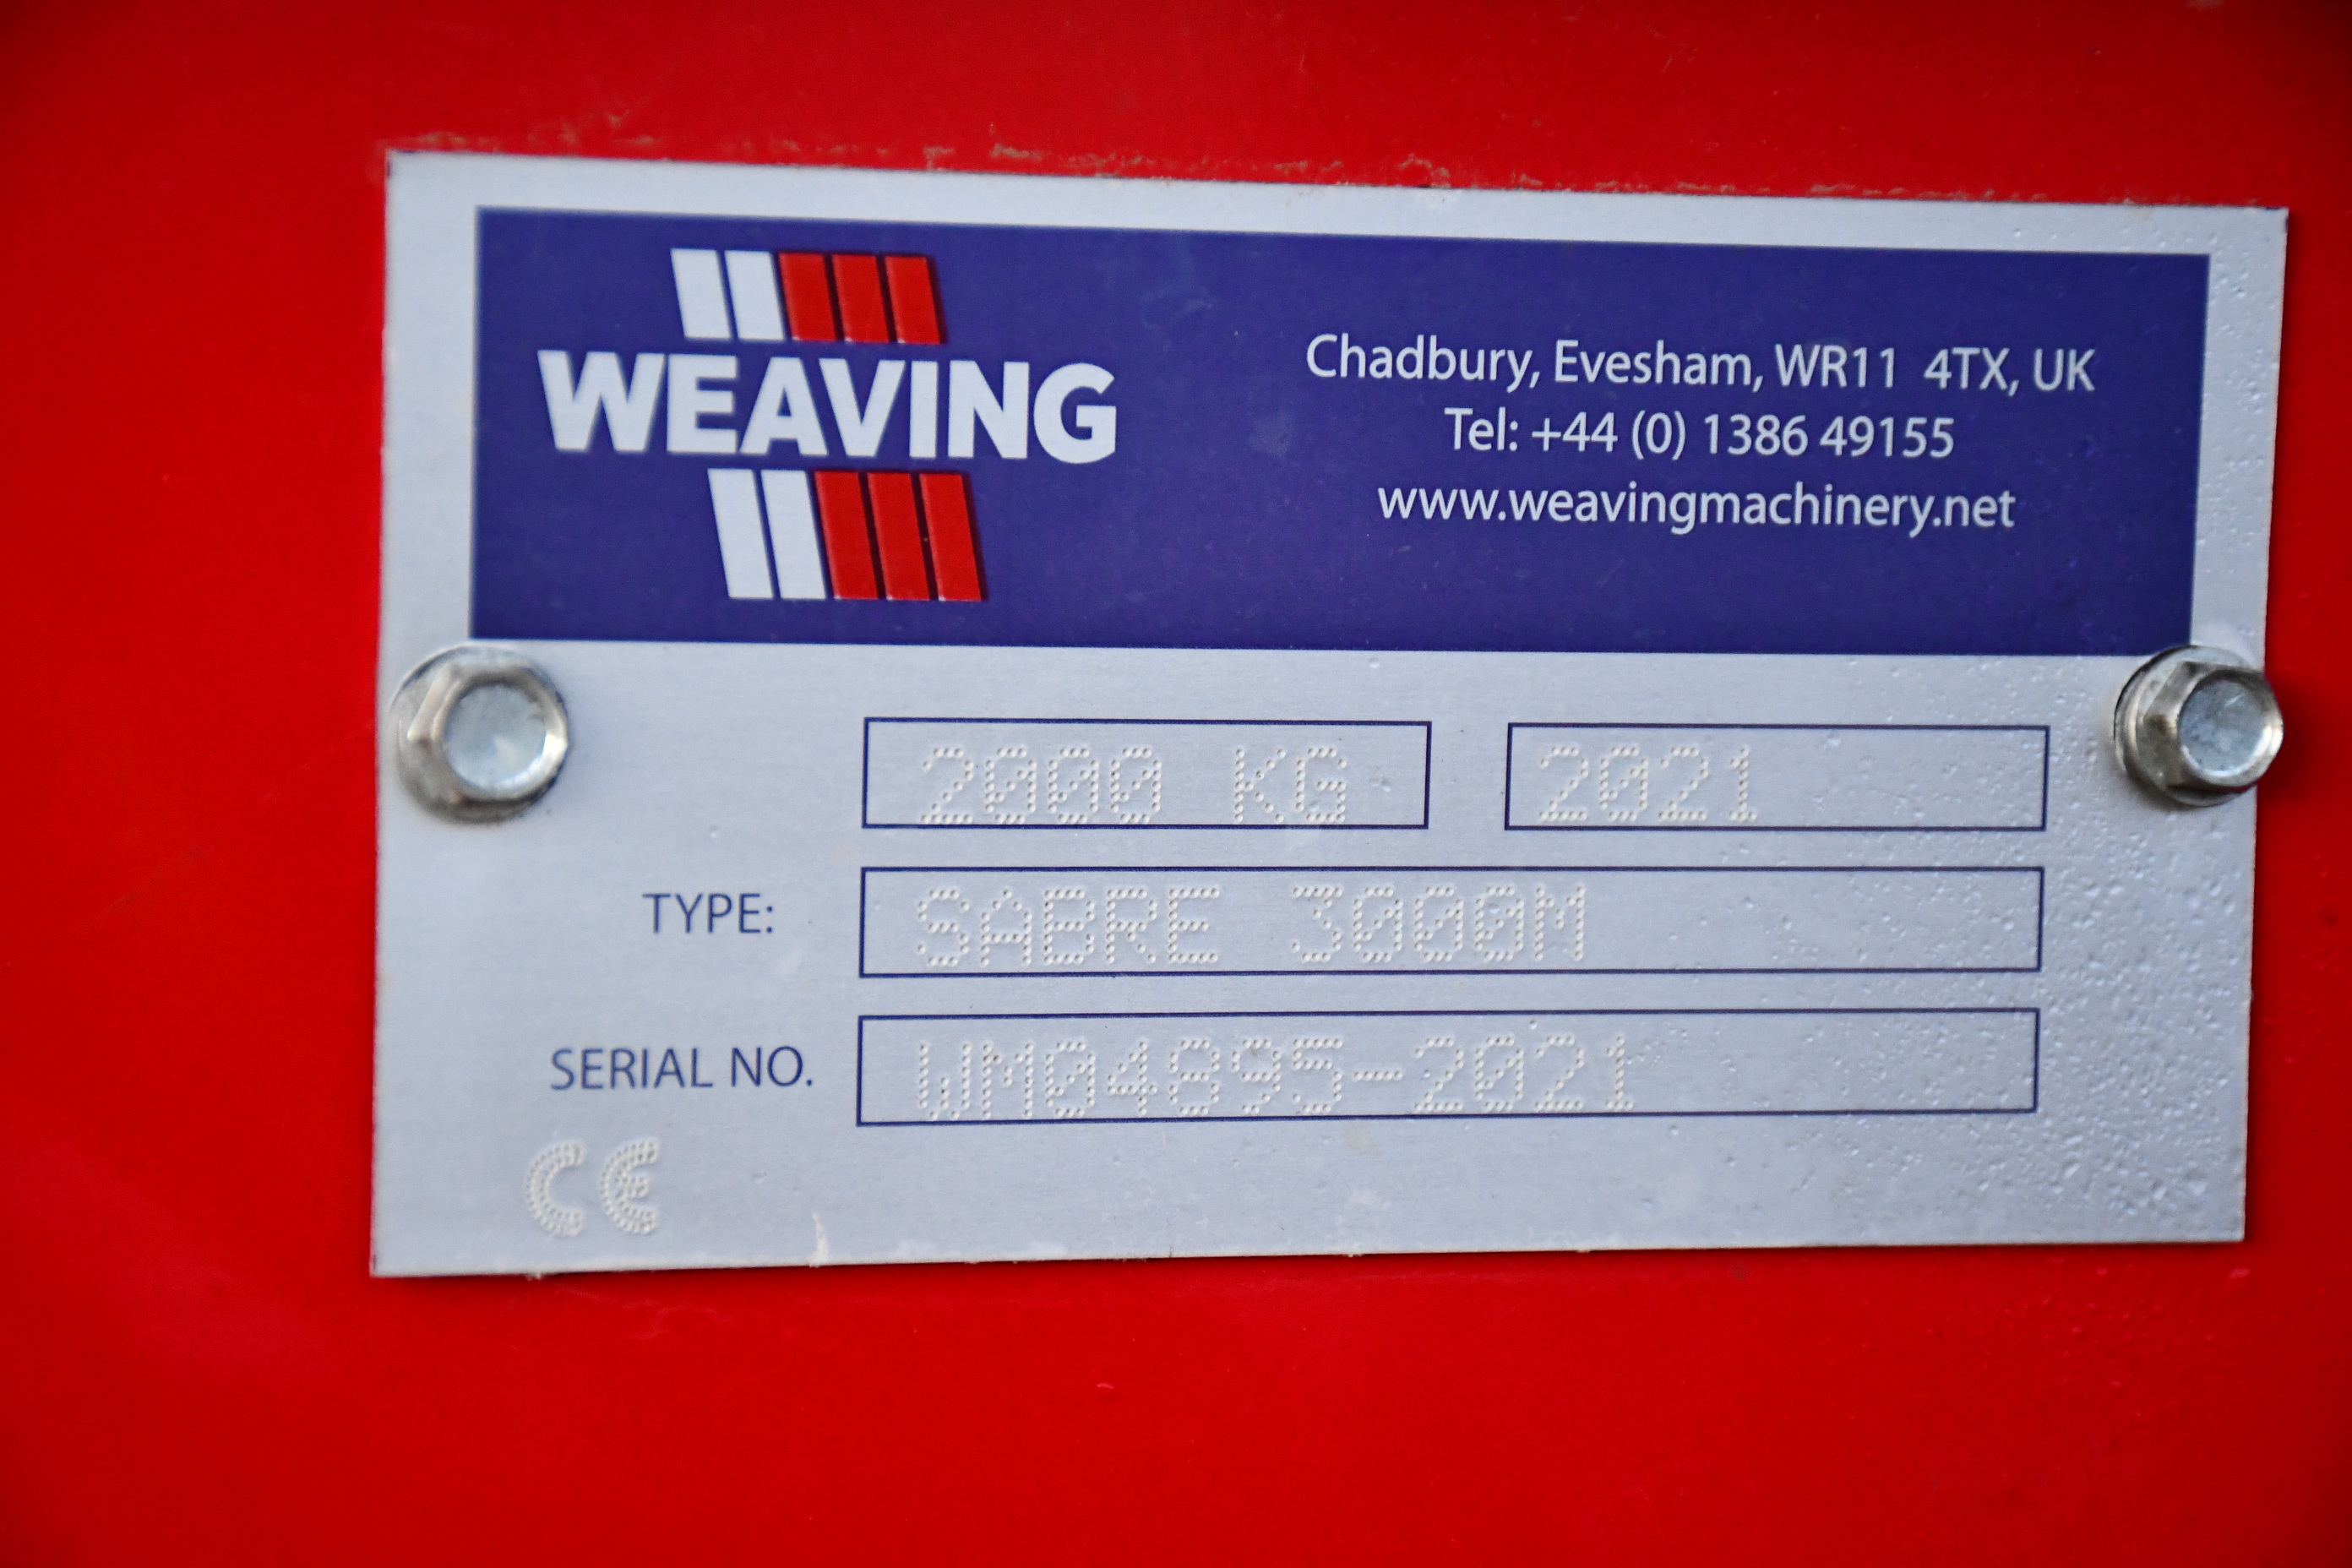 WEAVING
Chadbury, Evesham, WR11 4TX, UK
Tel: +44 (0) 1386 49155
www.weavingmachinery.net
2000 KG 2021
TYPE: SABRE 3000M
SERIAL NO. WM04895-2021
CE